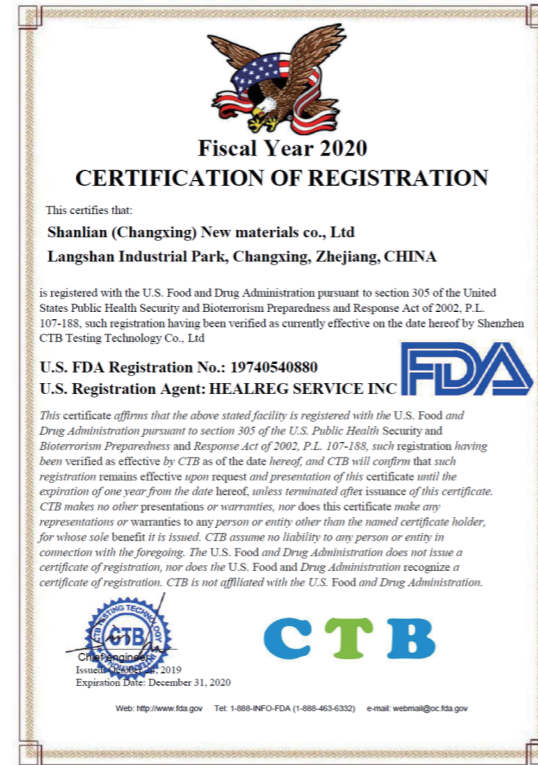 Fiscal Year 2020
CERTIFICATION OF REGISTRATION
This certifies that:
Shanlian (Changxing) New materials co., Ltd
Langshan Industrial Park, Changxing, Zhejiang, CHINA
is registered with the U.S. Food and Drug Administration pursuant to section 305 of the United
States Public Health Security and Bioterrorism Preparedness and Response Act of 2002, P.L.
107-188, such registration having been verified as currently effective on the date hereof by Shenzhen
CTB Testing Technology Co., Ltd
U.S. FDA Registration No.: 19740540880
U.S. Registration Agent: HEALREG SERVICE INC
FDA
This certificate affirms that the above stated facility is registered with the U.S. Food and
Drug Administration pursuant to section 305 of the U.S. Public Health Security and
Bioterrorism Preparedness and Response Act of 2002, P.L. 107-188, such registration having
been verified as effective by CTB as of the date hereof, and CTB will confirm that such
registration remains effective upon request and presentation of this certificate until the
expiration of one year from the date hereof, unless terminated after issuance of this certificate.
CTB makes no other presentations or warranties, nor does this certificate make any
representations or warranties to any person or entity other than the named certificate holder,
for whose sole benefit it is issued. CTB assume no liability to any person or entity in
connection with the foregoing. The U.S. Food and Drug Administration does not issue a
certificate of registration, nor does the U.S. Food and Drug Administration recognize a
certificate of registration. CTB is not affiliated with the U.S. Food and Drug Administration.
CTB TESTING TECHNOLOGY
CTB
CTB
Chief engineer
Issued: 2019
Expiration Date: December 31, 2020
Web: http://www.fda.gov Tel: 1-888-INFO-FDA (1-888-463-6332) e-mail: webmail@oc.fda.gov